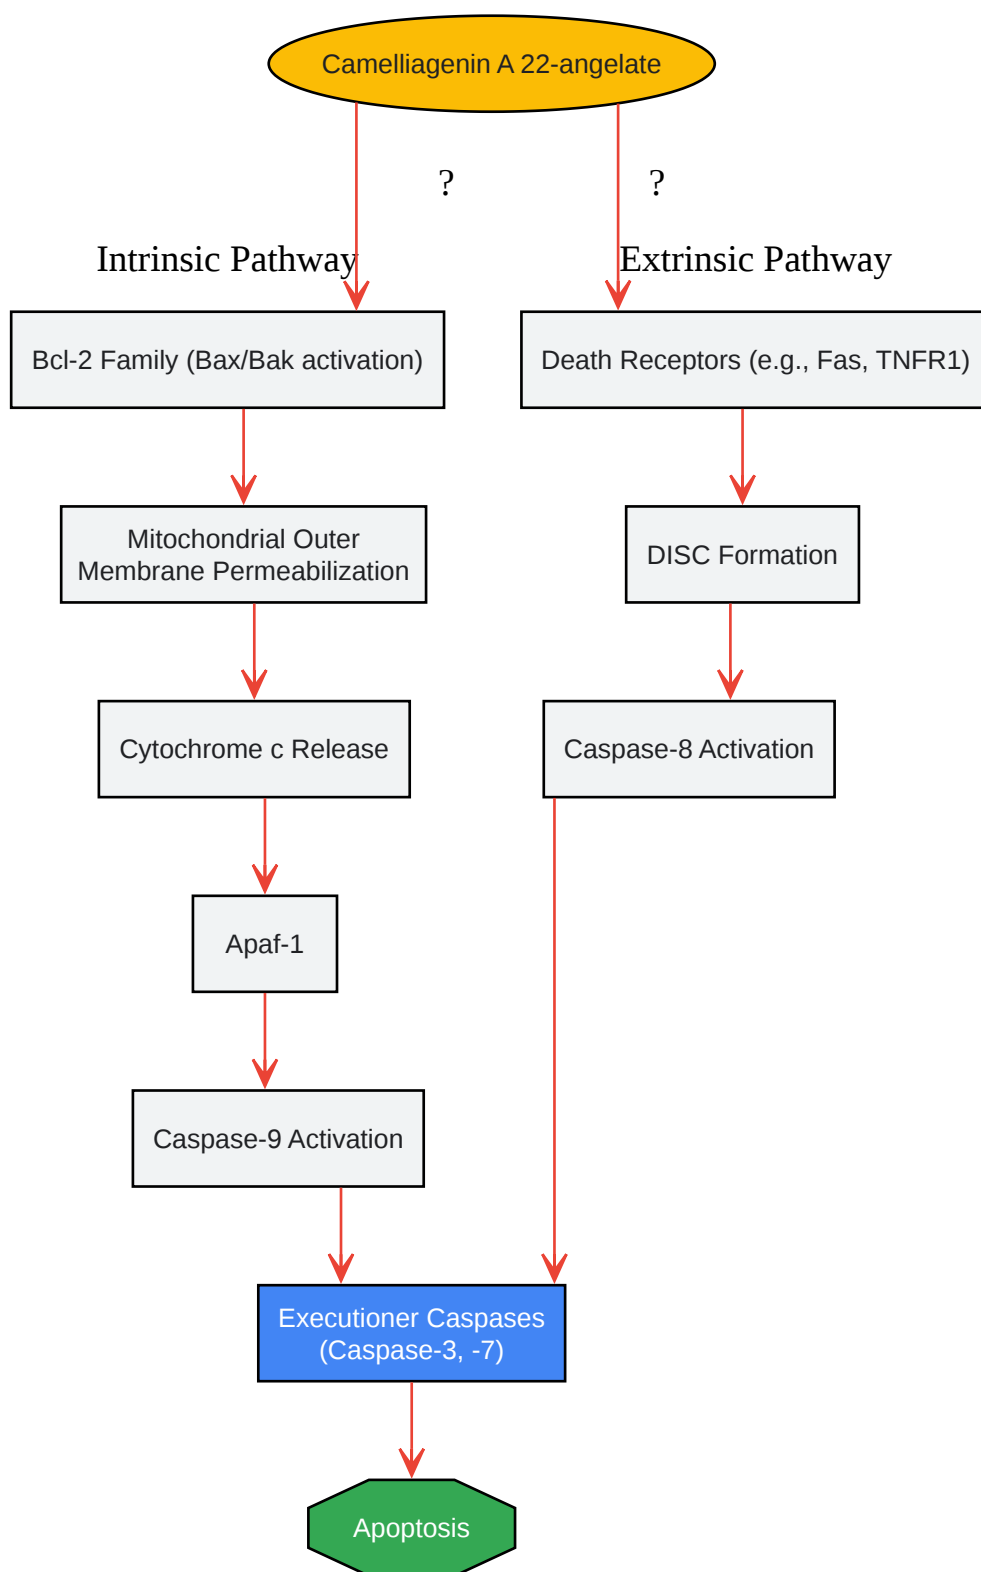 Camelliagenin A 22-angelate
?
?
Intrinsic Pathway
Extrinsic Pathway
Bcl-2 Family (Bax/Bak activation)
Death Receptors (e.g., Fas, TNFR1)
Mitochondrial Outer
Membrane Permeabilization
DISC Formation
Cytochrome c Release
Caspase-8 Activation
Apaf-1
Caspase-9 Activation
Executioner Caspases
(Caspase-3, -7)
Apoptosis